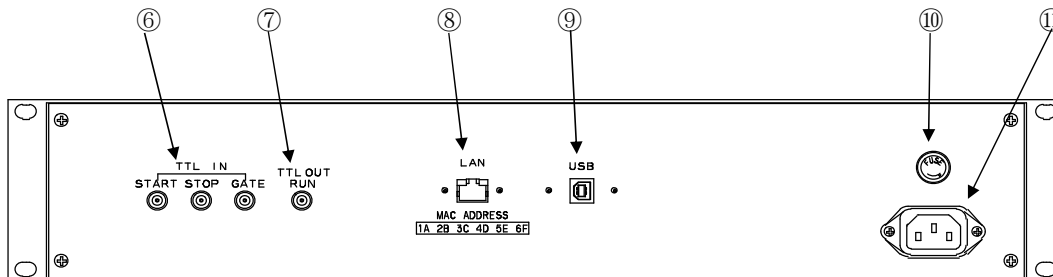 ⑥ ⑦ ⑧ ⑨ ⑩ ⑪
TTL IN
START STOP GATE
TTL OUT
RUN
LAN
MAC ADDRESS
1A 2B 3C 4D 5E 6F
USB
FUSE